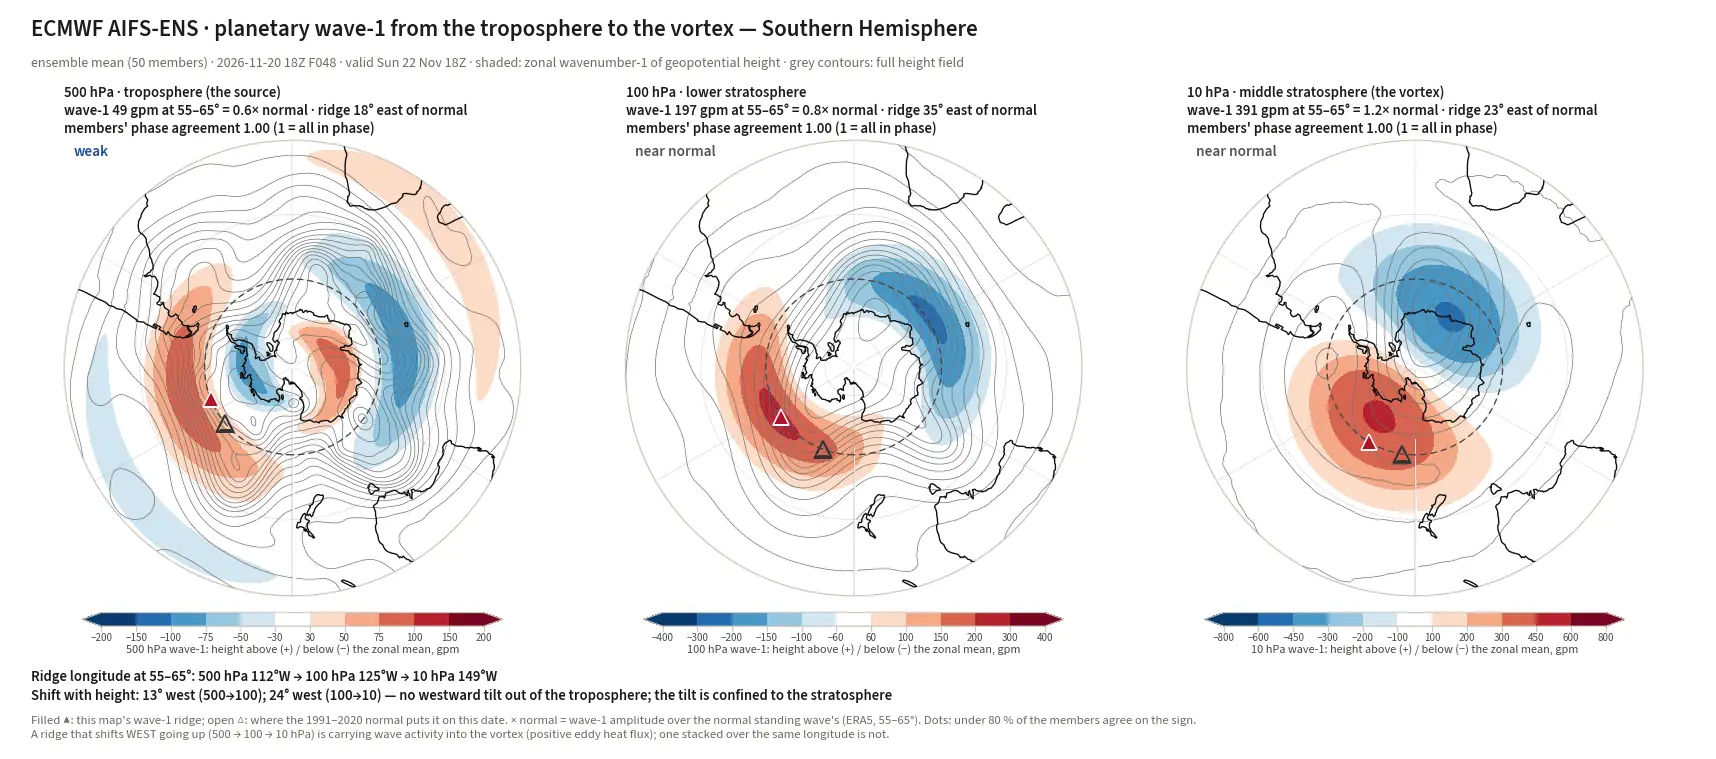 ECMWF AIFS-ENS · planetary wave-1 from the troposphere to the vortex — Southern Hemisphere
ensemble mean (50 members) · 2026-11-20 18Z F048 · valid Sun 22 Nov 18Z · shaded: zonal wavenumber-1 of geopotential height · grey contours: full height field
500 hPa · troposphere (the source)
wave-1 49 gpm at 55–65° = 0.6× normal · ridge 18° east of normal
members' phase agreement 1.00 (1 = all in phase)
weak
100 hPa · lower stratosphere
wave-1 197 gpm at 55–65° = 0.8× normal · ridge 35° east of normal
members' phase agreement 1.00 (1 = all in phase)
near normal
10 hPa · middle stratosphere (the vortex)
wave-1 391 gpm at 55–65° = 1.2× normal · ridge 23° east of normal
members' phase agreement 1.00 (1 = all in phase)
near normal
−200 −150 −100 −75 −50 −30 30 50 75 100 150 200
500 hPa wave-1: height above (+) / below (−) the zonal mean, gpm
−400 −300 −200 −150 −100 −60 60 100 150 200 300 400
100 hPa wave-1: height above (+) / below (−) the zonal mean, gpm
−800 −600 −450 −300 −200 −100 100 200 300 450 600 800
10 hPa wave-1: height above (+) / below (−) the zonal mean, gpm
Ridge longitude at 55–65°: 500 hPa 112°W → 100 hPa 125°W → 10 hPa 149°W
Shift with height: 13° west (500→100); 24° west (100→10) — no westward tilt out of the troposphere; the tilt is confined to the stratosphere
Filled ▲: this map's wave-1 ridge; open △: where the 1991–2020 normal puts it on this date. × normal = wave-1 amplitude over the normal standing wave's (ERA5, 55–65°). Dots: under 80 % of the members agree on the sign.
A ridge that shifts WEST going up (500 → 100 → 10 hPa) is carrying wave activity into the vortex (positive eddy heat flux); one stacked over the same longitude is not.